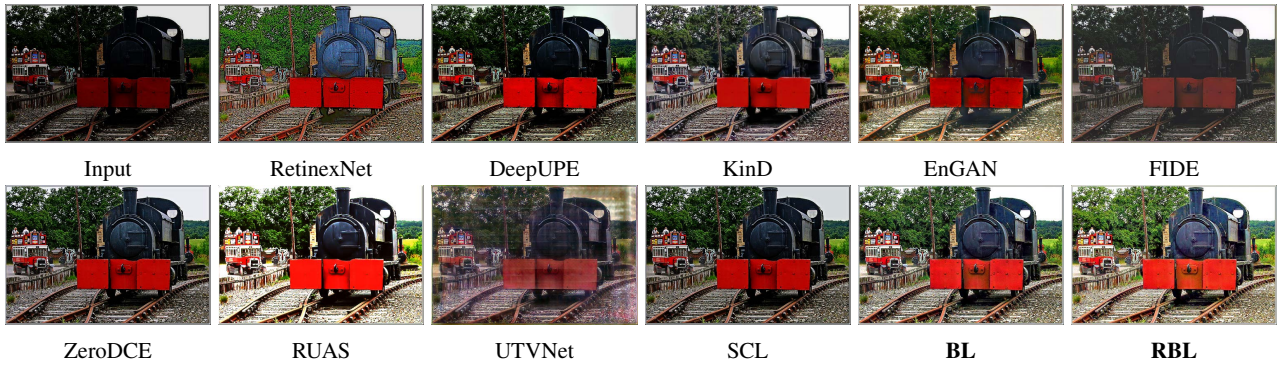 Input RetinexNet DeepUPE KinD EnGAN FIDE
ZeroDCE RUAS UTVNet SCL BL RBL